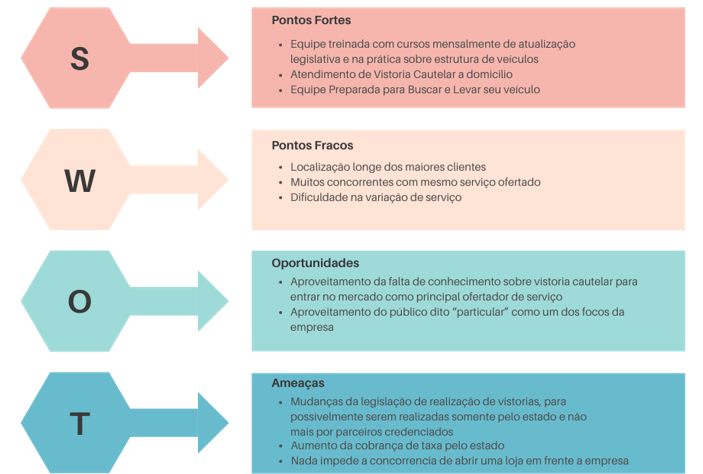 S
Pontos Fortes
• Equipe treinada com cursos mensalmente de atualização
legislativa e na prática sobre estrutura de veículos
• Atendimento de Vistoria Cautelar a domicilio
• Equipe Preparada para Buscar e Levar seu veículo
W
Pontos Fracos
• Localização longe dos maiores clientes
• Muitos concorrentes com mesmo serviço ofertado
• Dificuldade na variação de serviço
O
Oportunidades
• Aproveitamento da falta de conhecimento sobre vistoria cautelar para
entrar no mercado como principal ofertador de serviço
• Aproveitamento do público dito "particular" como um dos focos da
empresa
T
Ameaças
• Mudanças da legislação de realização de vistorias, para
possivelmente serem realizadas somente pelo estado e não
mais por parceiros credenciados
• Aumento da cobrança de taxa pelo estado
• Nada impede a concorrencia de abrir uma loja em frente a empresa